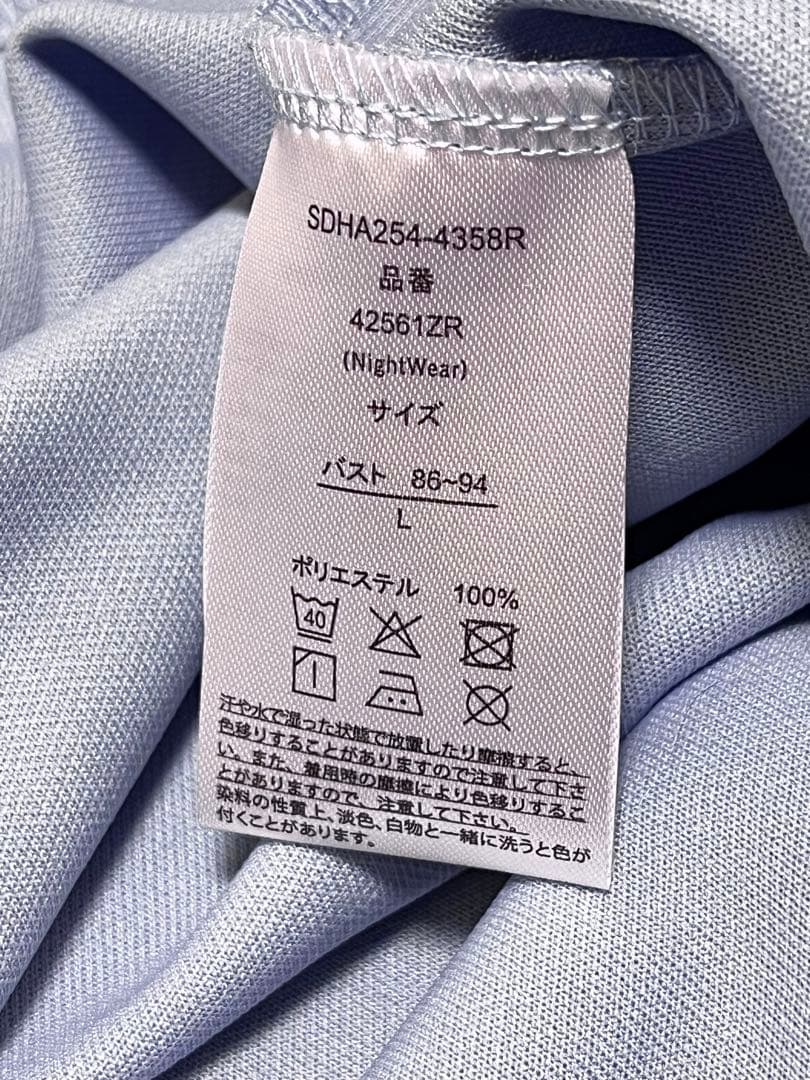 SDHA254-4358R
品番
42561ZR
(NightWear)
サイズ
バスト 86~94
L
ポリエステル 100%
40
汗や水で湿った状態で放置したり塵擦すると、
色移りすることがありますので注意して下さ
い。また、着用時の塵擦により色移りするこ
とがありますので、注意して下さい。
染料の性質上、淡色、白物と一緒に洗うと色が
付くことがあります。